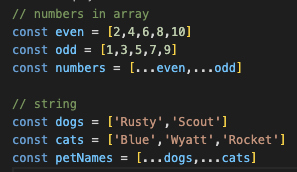 // numbers in array
const even = [2,4,6,8,10]
const odd = [1,3,5,7,9]
const numbers = [...even,...odd]
// string
const dogs = ['Rusty','Scout']
const cats = ['Blue','Wyatt','Rocket']
const petNames = [...dogs,...cats]